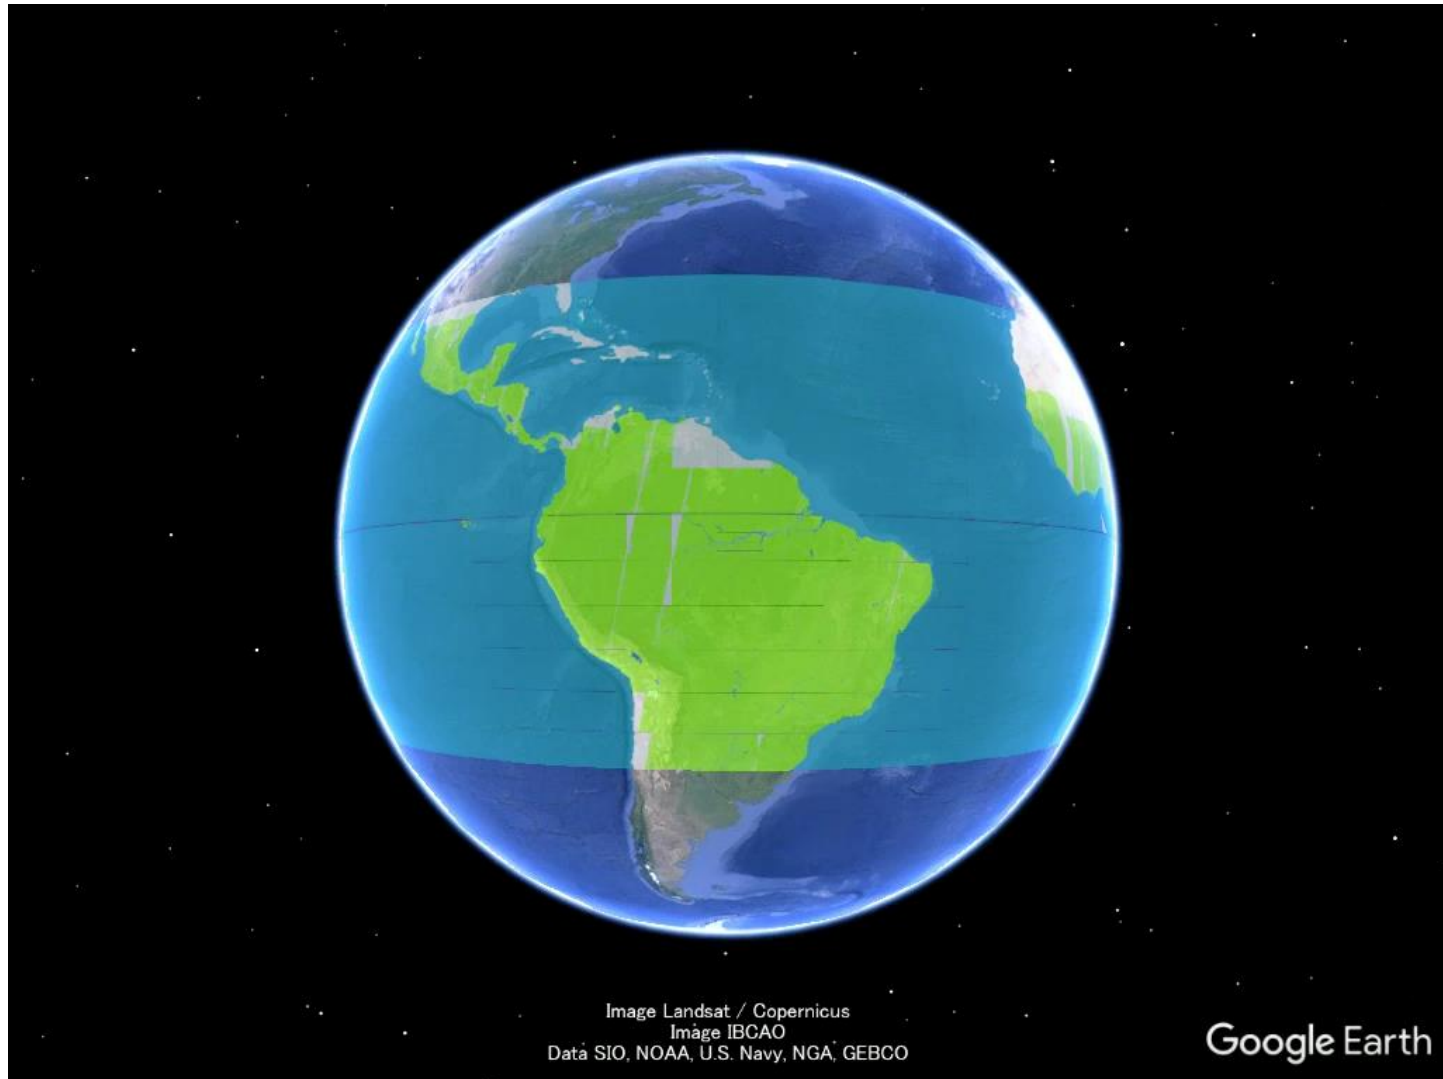 Image Landsat / Copernicus
Image IBCAO
Data SIO, NOAA, U.S. Navy, NGA, GEBCO
Google Earth